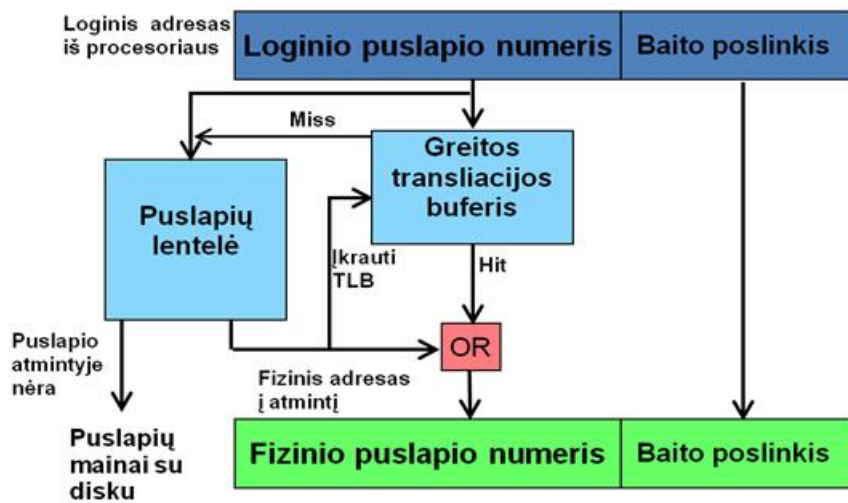 Loginis adresas
iš procesoriaus
Loginio puslapio numeris
Baito poslinkis
Miss
Greitos
transliacijos
buferis
Puslapių
lentelė
Įkrauti
TLB
Hit
OR
Puslapio
atmintyje
nėra
Fizinis adresas
į atmintį
Puslapių
mainai su
disku
Fizinio puslapio numeris
Baito poslinkis